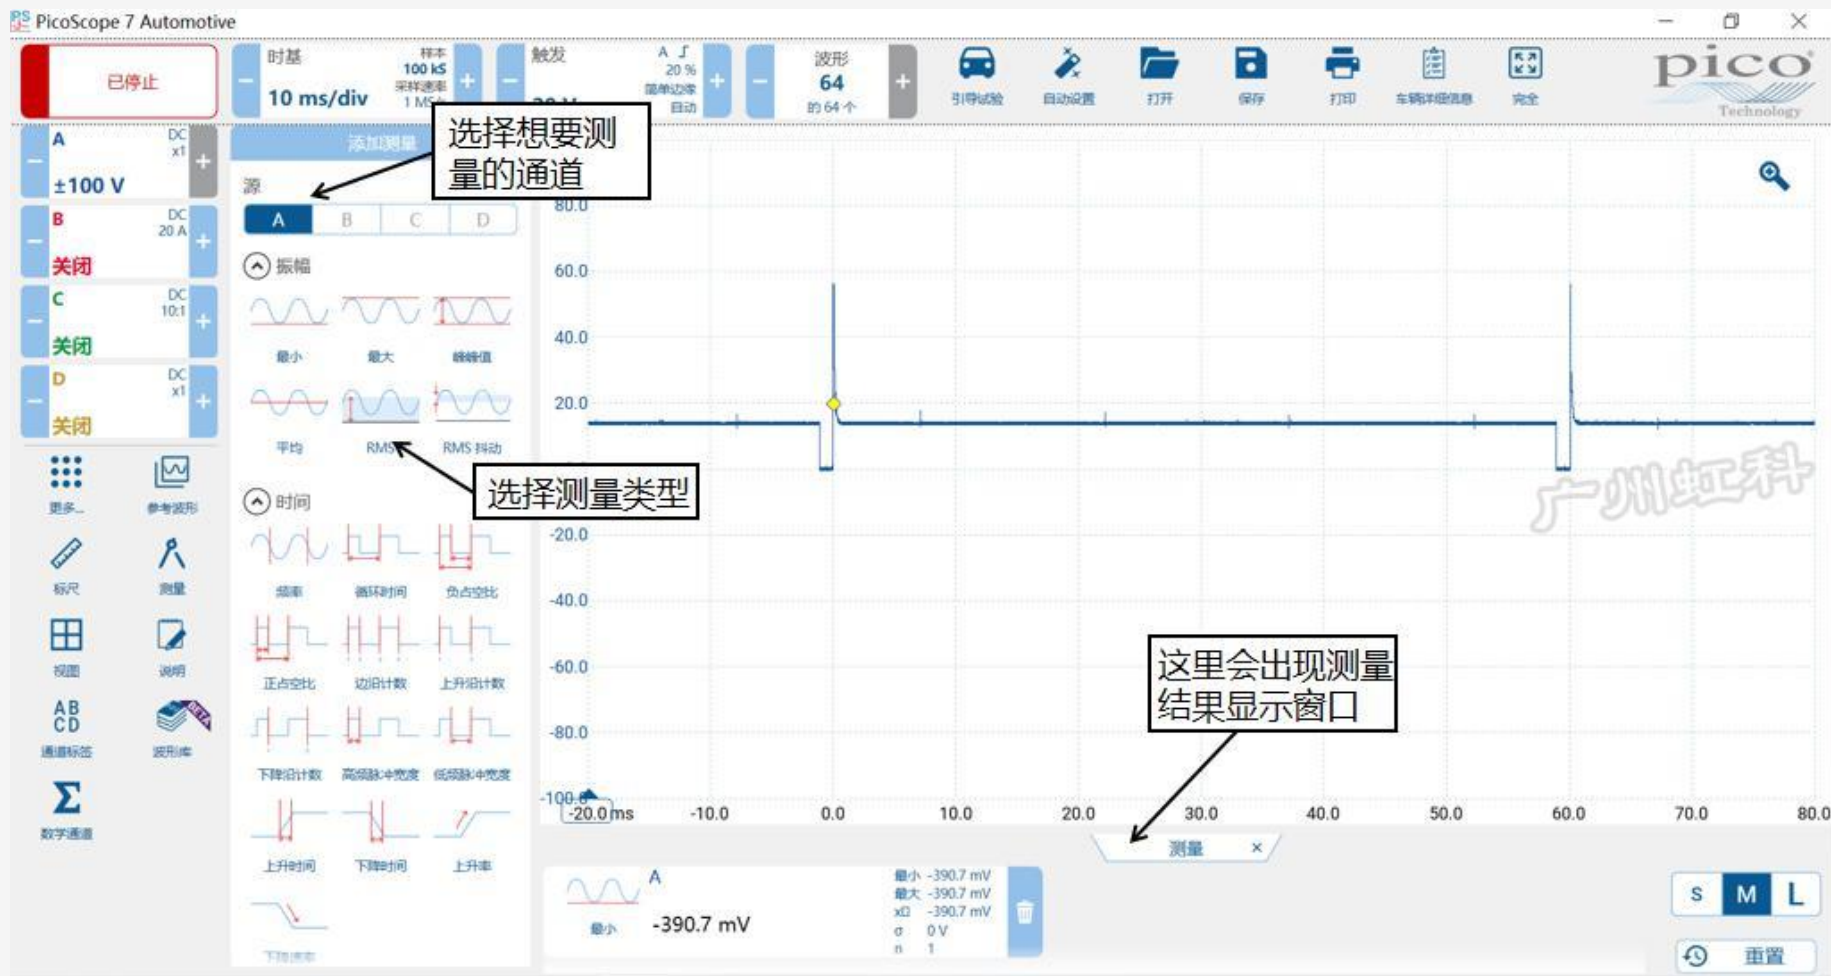 PicoScope 7 Automotive
已停止
时基
10 ms/div
样本
100 kS
采样速率
触发
A
20 %
简单边缘
自动
波形
64
的 64 个
引导试验
自动设置
打开
保存
打印
车辆详细信息
完全
pico
Technology
A
DC
x1
±100 V
B
DC
20 A
关闭
C
DC
10:1
关闭
D
DC
x1
关闭
更多...
参考波形
标尺
测量
视图
说明
AB
CD
通道标签
BETA
波形库
Σ
数学通道
添加测量
选择想要测
量的通道
源
A B C D
振幅
最小
最大
峰峰值
平均
RMS
RMS 抖动
选择测量类型
时间
频率
循环时间
负占空比
正占空比
边沿计数
上升沿计数
下降沿计数
高频脉冲宽度
低频脉冲宽度
上升时间
下降时间
上升率
下降速率
80.0
60.0
40.0
20.0
-20.0
-40.0
-60.0
-80.0
-100.0
-20.0 ms
-10.0
0.0
10.0
20.0
30.0
40.0
50.0
60.0
70.0
80.0
广州虹科
这里会出现测量
结果显示窗口
测量 ×
A
最小
-390.7 mV
最小 -390.7 mV
最大 -390.7 mV
-390.7 mV
σ 0 V
n 1
S M L
重置